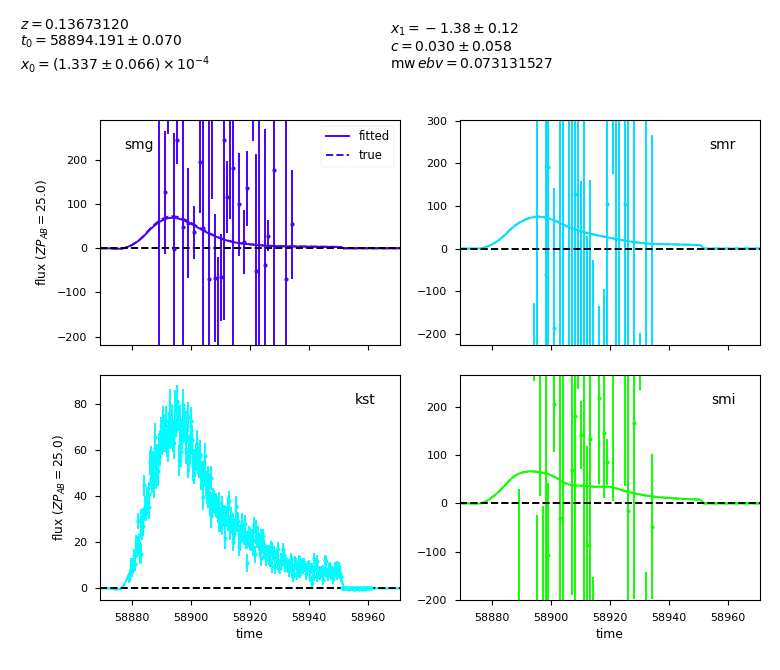 z = 0.13673120
t₀ = 58894.191 ± 0.070
x₀ = (1.337 ± 0.066) × 10⁻⁴
x₁ = −1.38 ± 0.12
c = 0.030 ± 0.058
mw ebv = 0.073131527
smg
fitted
true
200
100
0
−100
−200
flux (ZP_AB = 25.0)
smr
300
200
100
0
−100
−200
kst
80
60
40
20
0
flux (ZP_AB = 25.0)
58880 58900 58920 58940 58960
time
smi
200
100
0
−100
−200
58880 58900 58920 58940 58960
time